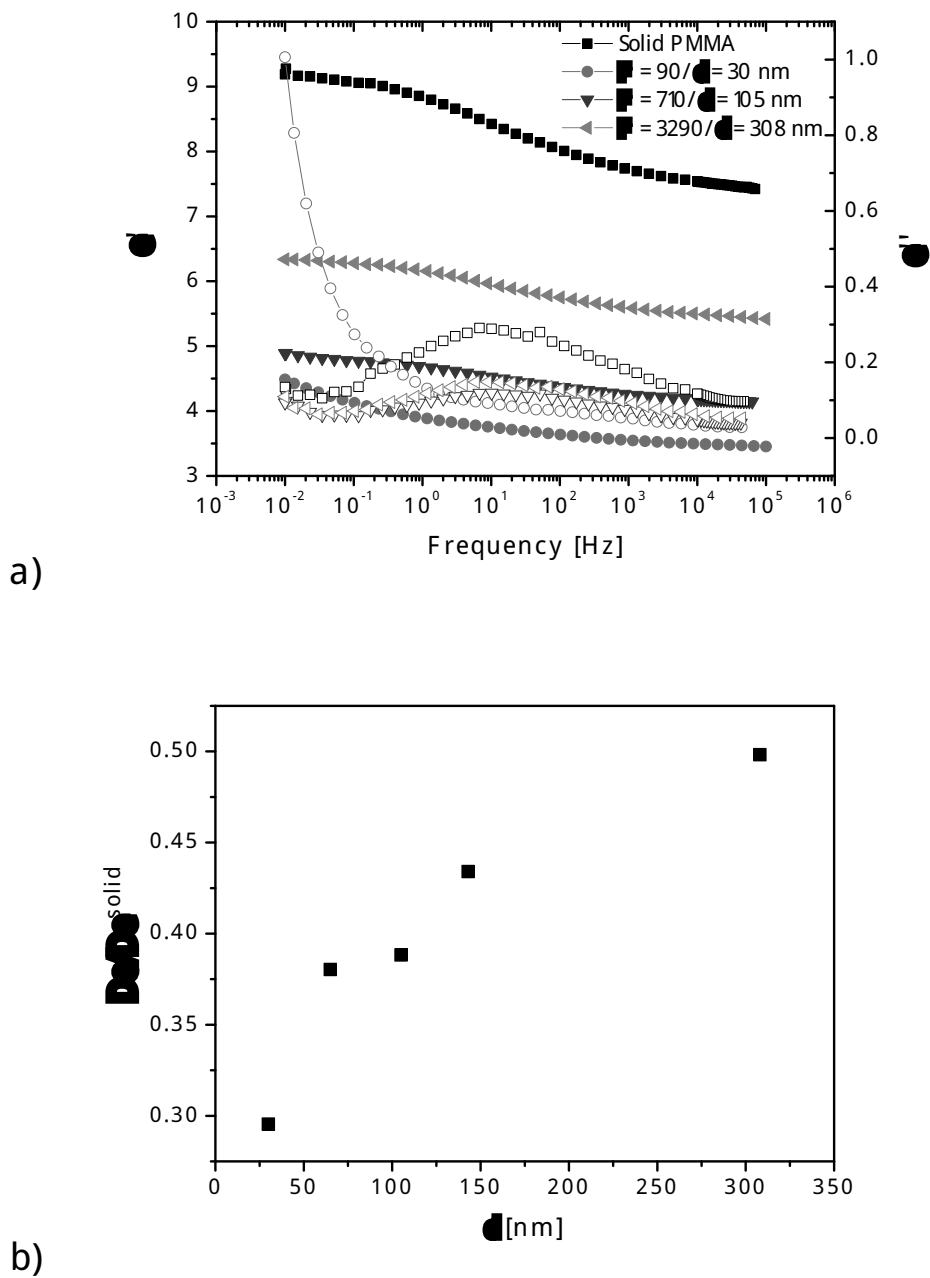 10
9
8
7
6
5
4
3
1.0
0.8
0.6
0.4
0.2
0.0
Solid PMMA
= 90/ = 30 nm
= 710/ = 105 nm
= 3290/ = 308 nm
10-3 10-2 10-1 100 101 102 103 104 105 106
Frequency [Hz]
a)
0.50
0.45
0.40
0.35
0.30
solid
0 50 100 150 200 250 300 350
[nm]
b)